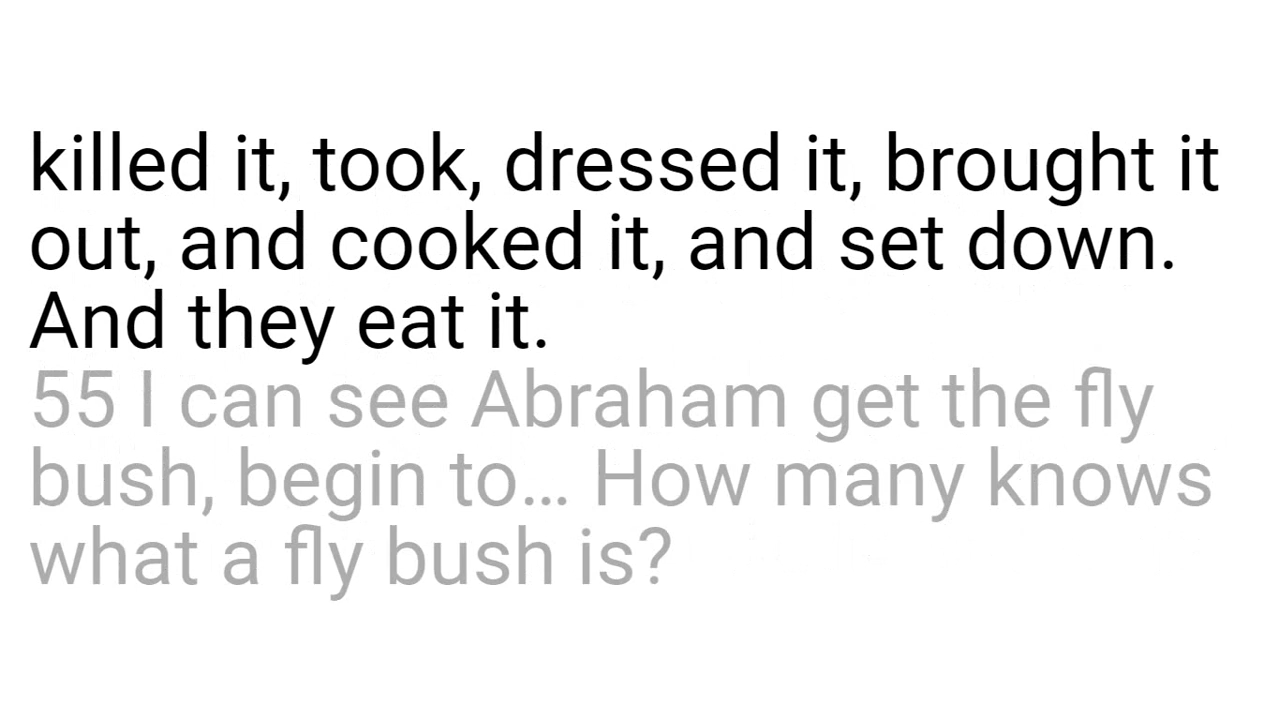 killed it, took, dressed it, brought it
out, and cooked it, and set down.
And they eat it.
55 I can see Abraham get the fly
bush, begin to… How many knows
what a fly bush is?